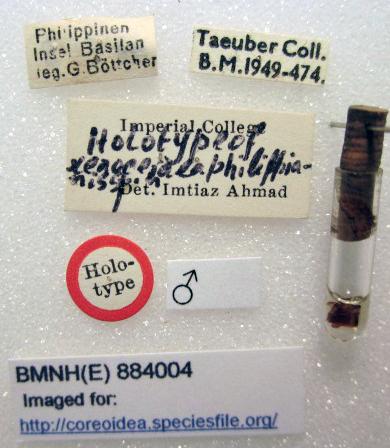 Philippinen
Insel Basilan
leg. G. Böttcher
Taeuber Coll.
B.M.1949-474.
Imperial College
Holotype of
Det. Imtiaz Ahmad
Holo-
type
♂
BMNH(E) 884004
Imaged for:
http://coreoidea.speciesfile.org/